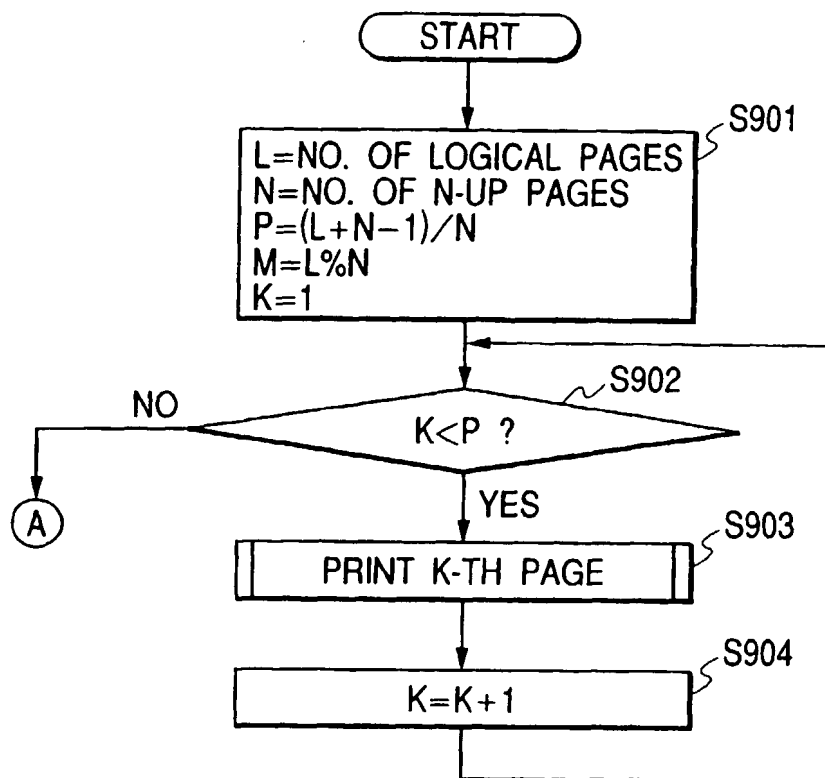 START
S901
L=NO. OF LOGICAL PAGES
N=NO. OF N-UP PAGES
P=(L+N-1)/N
M=L%N
K=1
S902
NO
K<P ?
A
YES
S903
PRINT K-TH PAGE
S904
K=K+1